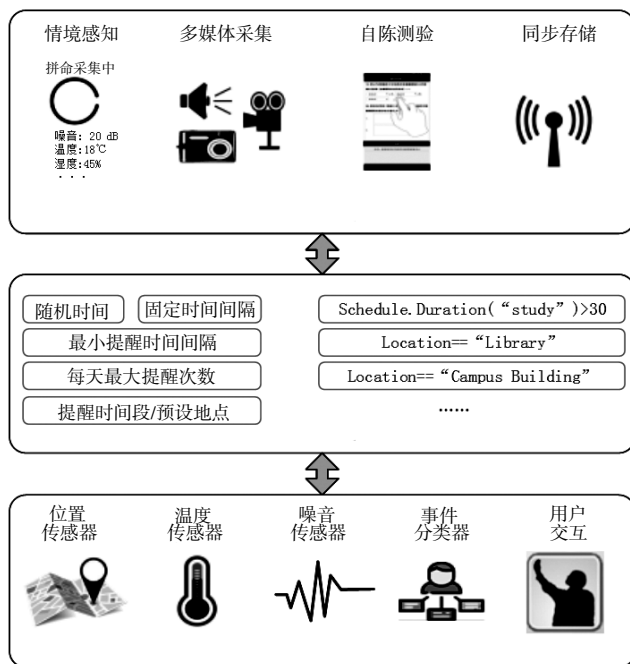 情境感知 多媒体采集 自陈测验 同步存储
拼命采集中
噪音: 20 dB
温度:18℃
湿度:45%
...
随机时间 固定时间间隔
最小提醒时间间隔
每天最大提醒次数
提醒时间段/预设地点
Schedule.Duration(“study”)>30
Location==“Library”
Location==“Campus Building”
……
位置
传感器
温度
传感器
噪音
传感器
事件
分类器
用户
交互